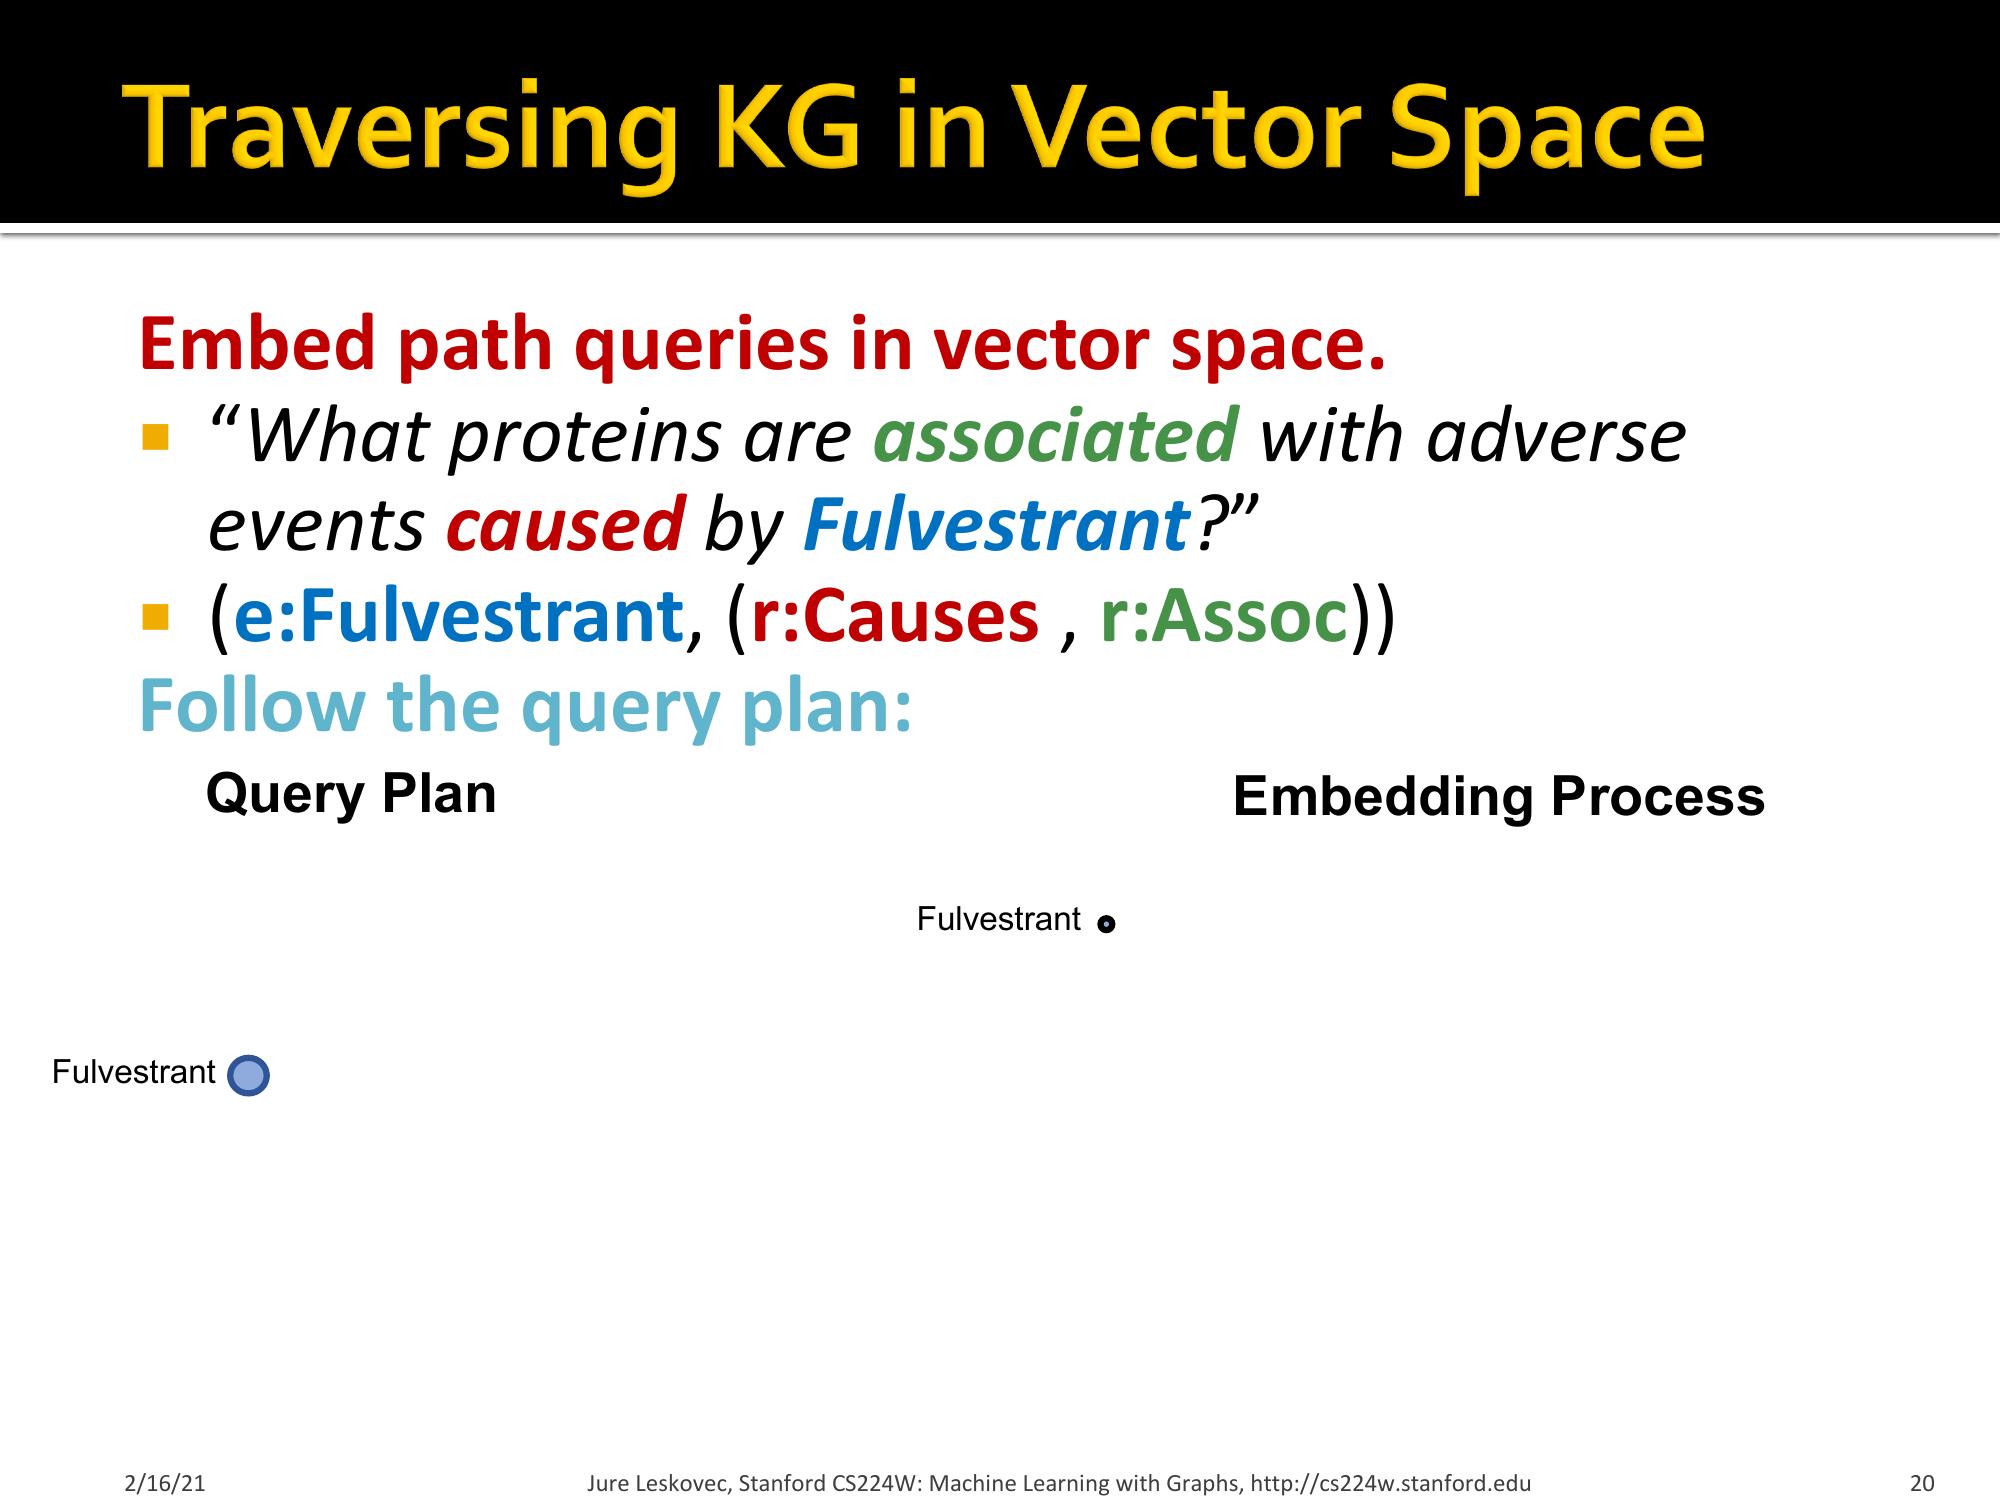 Traversing KG in Vector Space
Embed path queries in vector space.
“What proteins are associated with adverse
events caused by Fulvestrant?”
(e:Fulvestrant, (r:Causes , r:Assoc))
Follow the query plan:
Query Plan
Embedding Process
Fulvestrant
Fulvestrant
2/16/21
Jure Leskovec, Stanford CS224W: Machine Learning with Graphs, http://cs224w.stanford.edu
20